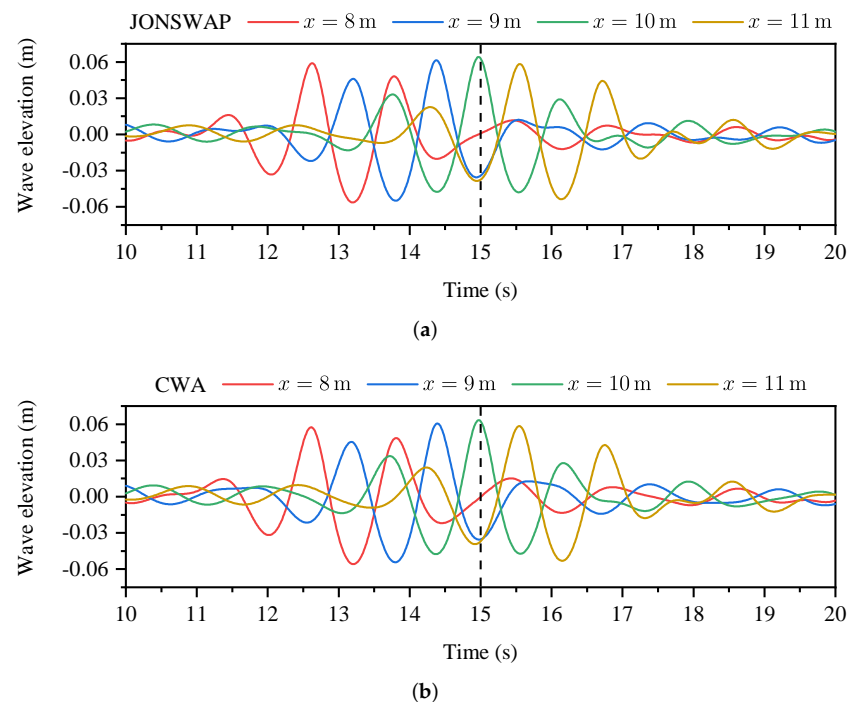 JONSWAP x = 8 m x = 9 m x = 10 m x = 11 m
Wave elevation (m)
0.06
0.03
0.00
-0.03
-0.06
10 11 12 13 14 15 16 17 18 19 20
Time (s)
(a)
CWA x = 8 m x = 9 m x = 10 m x = 11 m
Wave elevation (m)
0.06
0.03
0.00
-0.03
-0.06
10 11 12 13 14 15 16 17 18 19 20
Time (s)
(b)